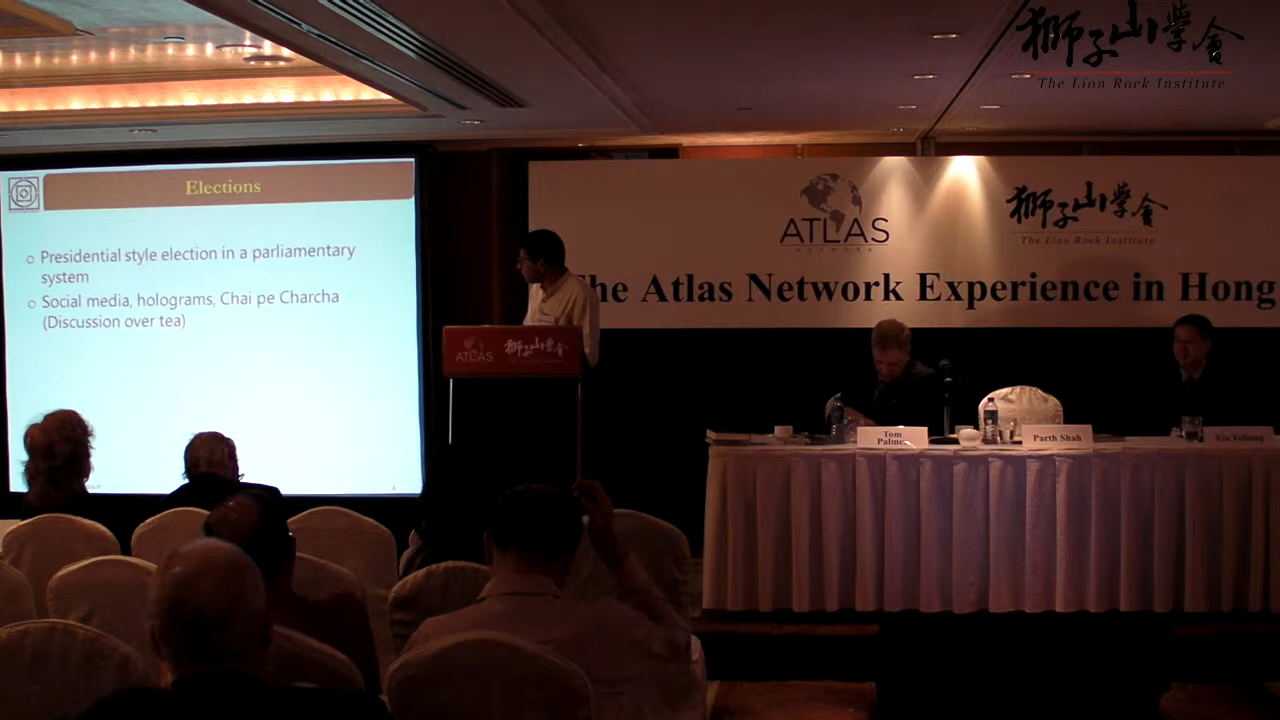 獅子山學會
The Lion Rock Institute
Elections
Presidential style election in a parliamentary
system
Social media, holograms, Chai pe Charcha
(Discussion over tea)
ATLAS
NETWORK
獅子山學會
The Lion Rock Institute
The Atlas Network Experience in Hong
ATLAS
獅子山學會
Tom
Palmer
Parth Shah